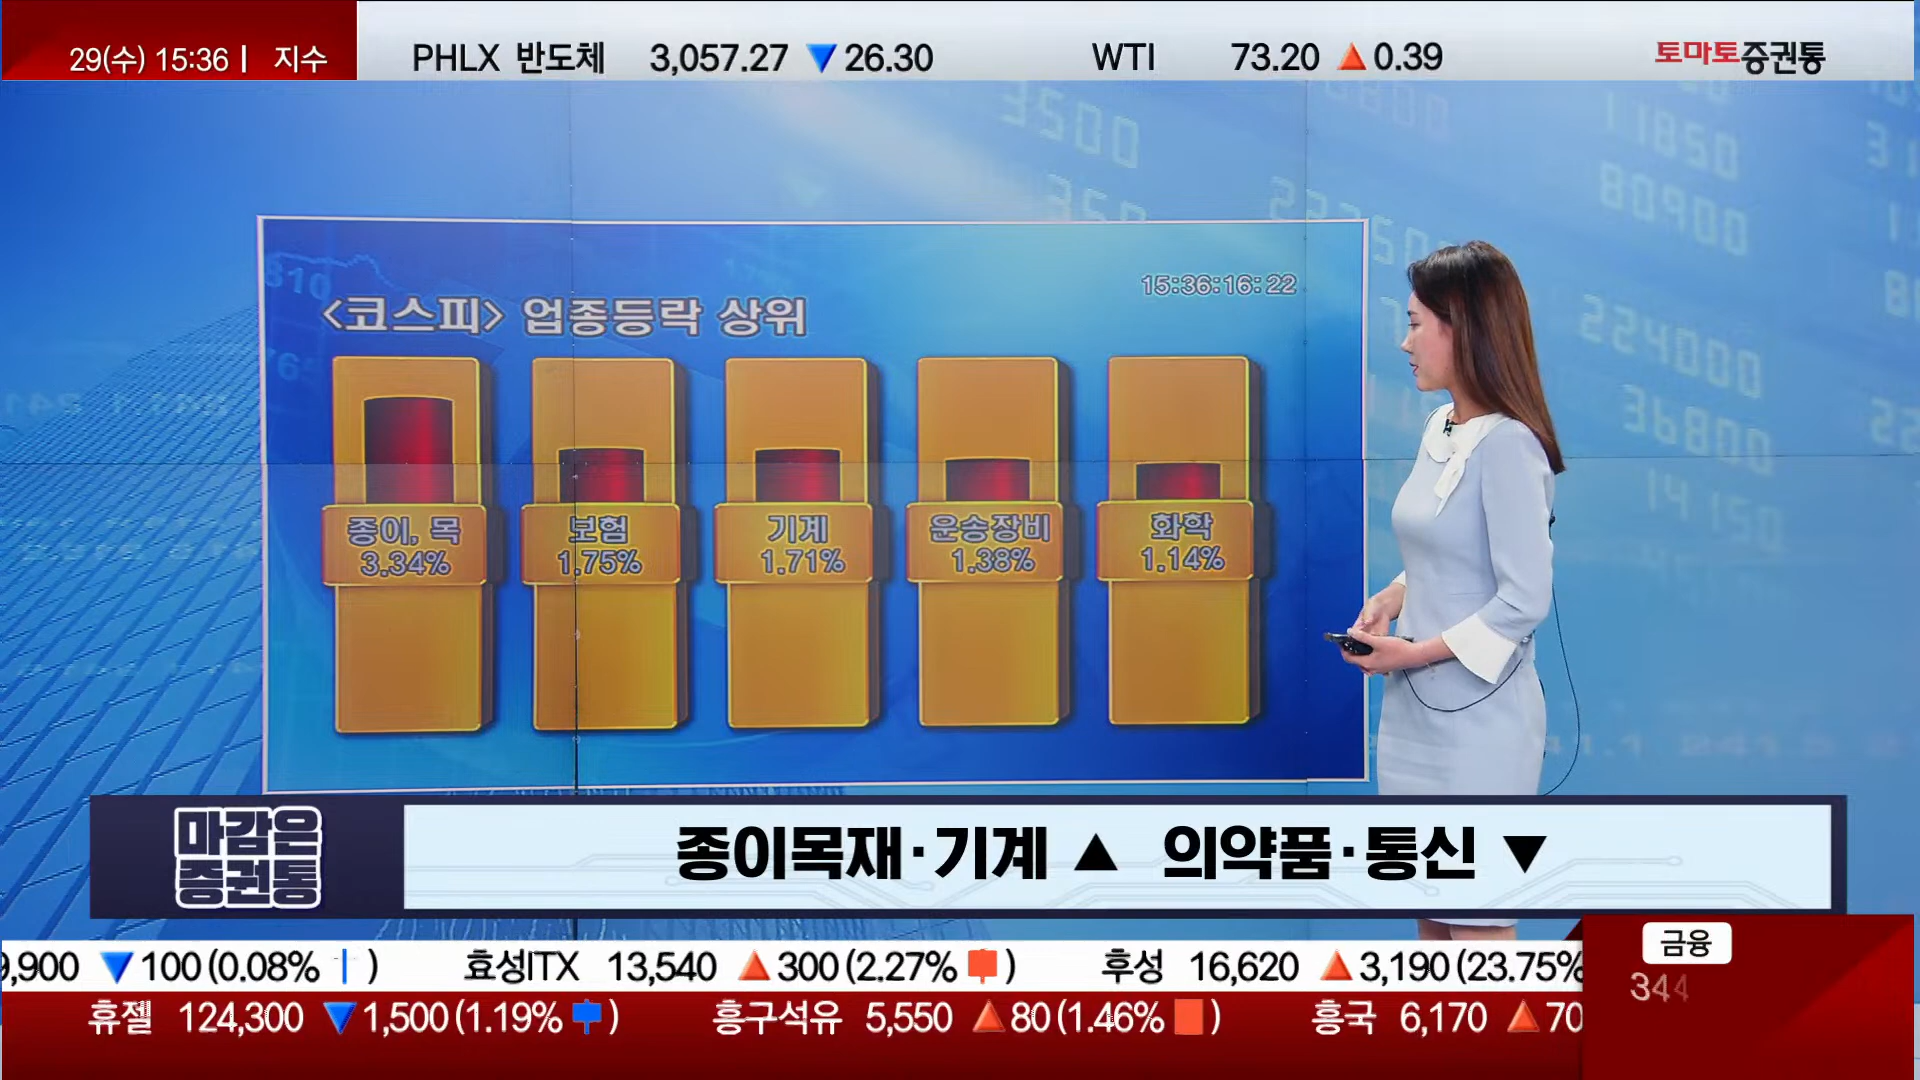 29(수) 15:36 | 지수 PHLX 반도체 3,057.27 ▼ 26.30 WTI 73.20 ▲ 0.39 토마토증권통
15:36:16:22
<코스피> 업종등락 상위
종이, 목 보험 기계 운송장비 화학
3.34% 1.75% 1.71% 1.38% 1.14%
마감은
증권통
종이목재·기계 ▲ 의약품·통신 ▼
9,900 ▼ 100 (0.08% ) 효성ITX 13,540 ▲ 300 (2.27% ) 후성 16,620 ▲ 3,190 (23.75%
금융
344
휴젤 124,300 ▼ 1,500 (1.19% ) 흥구석유 5,550 ▲ 80 (1.46% ) 흥국 6,170 ▲ 70